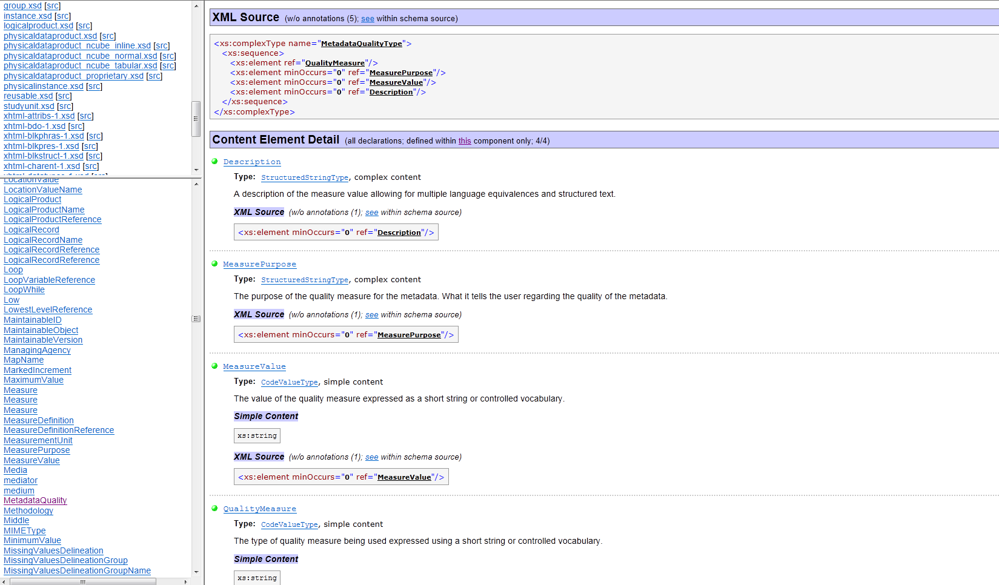 group.xsd [src]
instance.xsd [src]
logicalproduct.xsd [src]
physicaldataproduct.xsd [src]
physicaldataproduct_ncube_inline.xsd [src]
physicaldataproduct_ncube_normal.xsd [src]
physicaldataproduct_ncube_tabular.xsd [src]
physicaldataproduct_proprietary.xsd [src]
physicalinstance.xsd [src]
reusable.xsd [src]
studyunit.xsd [src]
xhtml-attribs-1.xsd [src]
xhtml-bdo-1.xsd [src]
xhtml-blkphras-1.xsd [src]
xhtml-blkpres-1.xsd [src]
xhtml-blkstruct-1.xsd [src]
xhtml-charent-1.xsd [src]
LocationValue
LocationValueName
LogicalProduct
LogicalProductName
LogicalProductReference
LogicalRecord
LogicalRecordName
LogicalRecordReference
LogicalRecordReference
Loop
LoopVariableReference
LoopWhile
Low
LowestLevelReference
MaintainableID
MaintainableObject
MaintainableVersion
ManagingAgency
MapName
MarkedIncrement
MaximumValue
Measure
Measure
Measure
MeasureDefinition
MeasureDefinitionReference
MeasurementUnit
MeasurePurpose
MeasureValue
Media
mediator
medium
MetadataQuality
Methodology
Middle
MIMEType
MinimumValue
MissingValuesDelineation
MissingValuesDelineationGroup
MissingValuesDelineationGroupName
XML Source (w/o annotations (5); see within schema source)
<xs:complexType name="MetadataQualityType">
<xs:sequence>
<xs:element ref="QualityMeasure"/>
<xs:element minOccurs="0" ref="MeasurePurpose"/>
<xs:element minOccurs="0" ref="MeasureValue"/>
<xs:element minOccurs="0" ref="Description"/>
</xs:sequence>
</xs:complexType>
Content Element Detail (all declarations; defined within this component only; 4/4)
Description
Type: StructuredStringType, complex content
A description of the measure value allowing for multiple language equivalences and structured text.
XML Source (w/o annotations (1); see within schema source)
<xs:element minOccurs="0" ref="Description"/>
MeasurePurpose
Type: StructuredStringType, complex content
The purpose of the quality measure for the metadata. What it tells the user regarding the quality of the metadata.
XML Source (w/o annotations (1); see within schema source)
<xs:element minOccurs="0" ref="MeasurePurpose"/>
MeasureValue
Type: CodeValueType, simple content
The value of the quality measure expressed as a short string or controlled vocabulary.
Simple Content
xs:string
XML Source (w/o annotations (1); see within schema source)
<xs:element minOccurs="0" ref="MeasureValue"/>
QualityMeasure
Type: CodeValueType, simple content
The type of quality measure being used expressed using a short string or controlled vocabulary.
Simple Content
xs:string